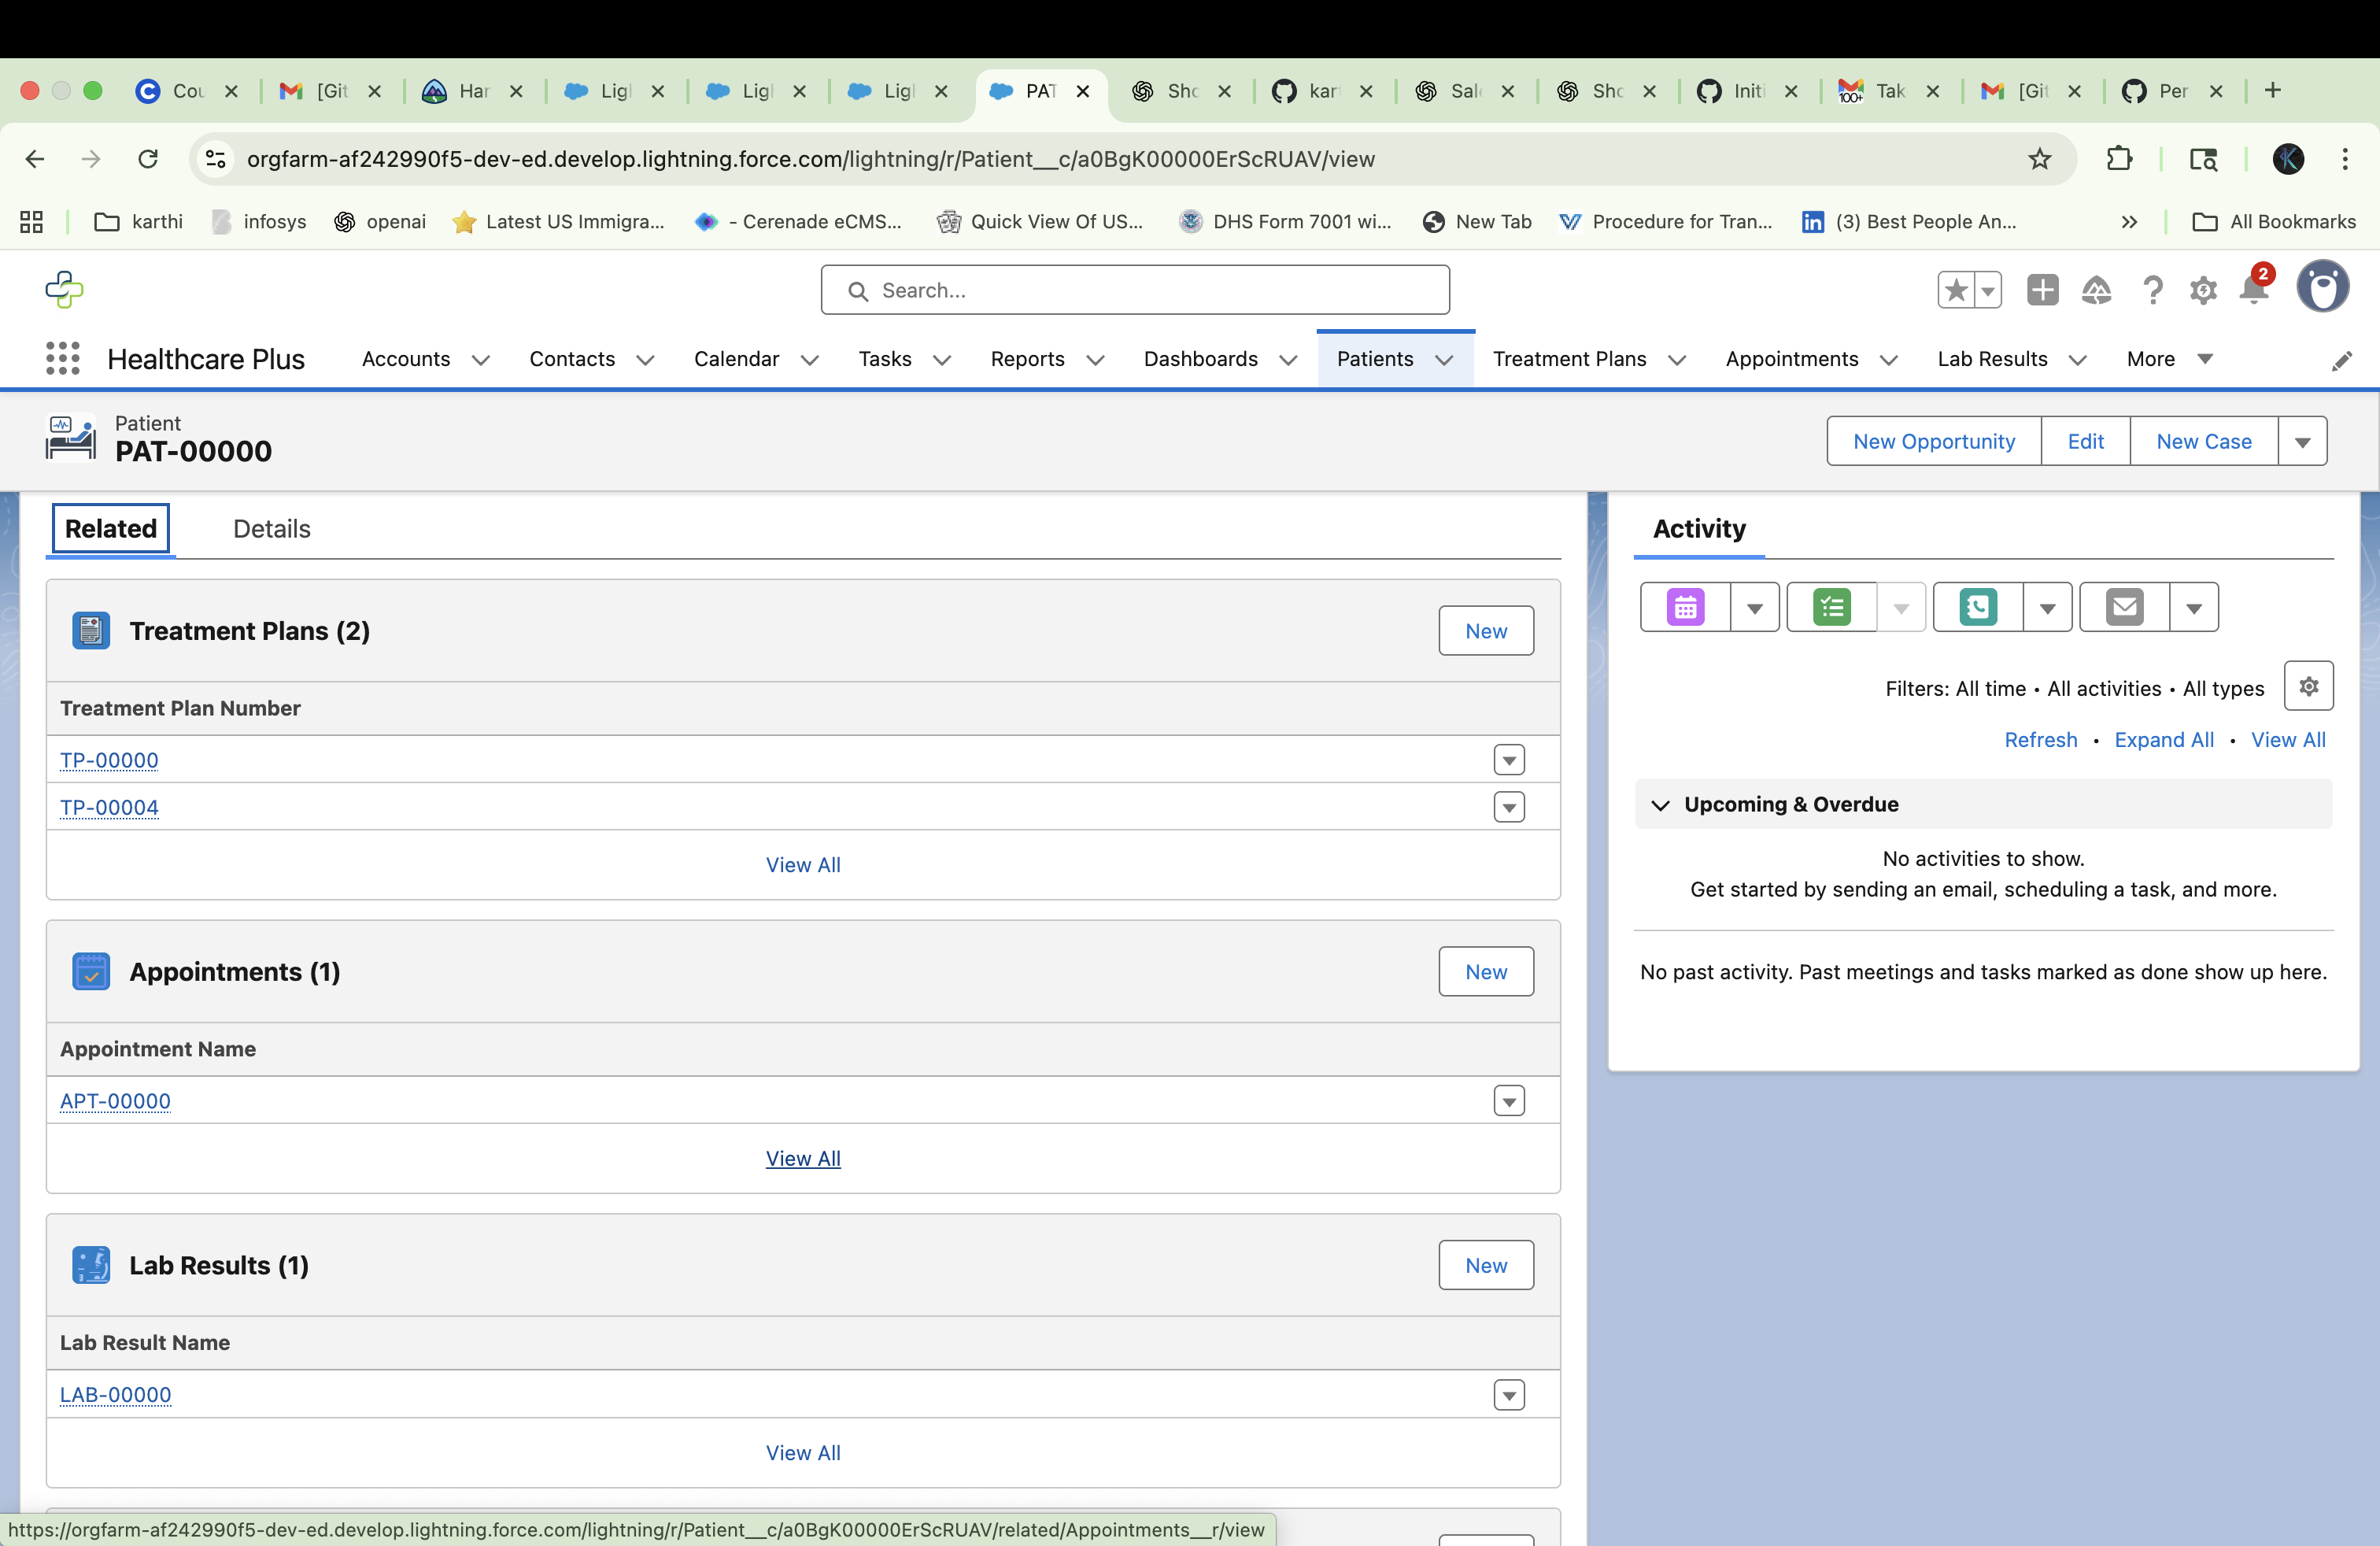 Cou
[Git
Har
Ligl
Ligl
Ligl
PAT
Sho
kar
Sal
Sho
Initi
100+
Tak
[Git
Per
orgfarm-af242990f5-dev-ed.develop.lightning.force.com/lightning/r/Patient__c/a0BgK00000ErScRUAV/view
karthi
infosys
openai
Latest US Immigra...
- Cerenade eCMS...
Quick View Of US...
DHS Form 7001 wi...
New Tab
Procedure for Tran...
(3) Best People An...
All Bookmarks
Search...
2
Healthcare Plus
Accounts
Contacts
Calendar
Tasks
Reports
Dashboards
Patients
Treatment Plans
Appointments
Lab Results
More
Patient
PAT-00000
New Opportunity
Edit
New Case
Related
Details
Treatment Plans (2)
New
Treatment Plan Number
TP-00000
TP-00004
View All
Appointments (1)
New
Appointment Name
APT-00000
View All
Lab Results (1)
New
Lab Result Name
LAB-00000
View All
Activity
Filters: All time • All activities • All types
Refresh • Expand All • View All
Upcoming & Overdue
No activities to show.
Get started by sending an email, scheduling a task, and more.
No past activity. Past meetings and tasks marked as done show up here.
https://orgfarm-af242990f5-dev-ed.develop.lightning.force.com/lightning/r/Patient__c/a0BgK00000ErScRUAV/related/Appointments__r/view